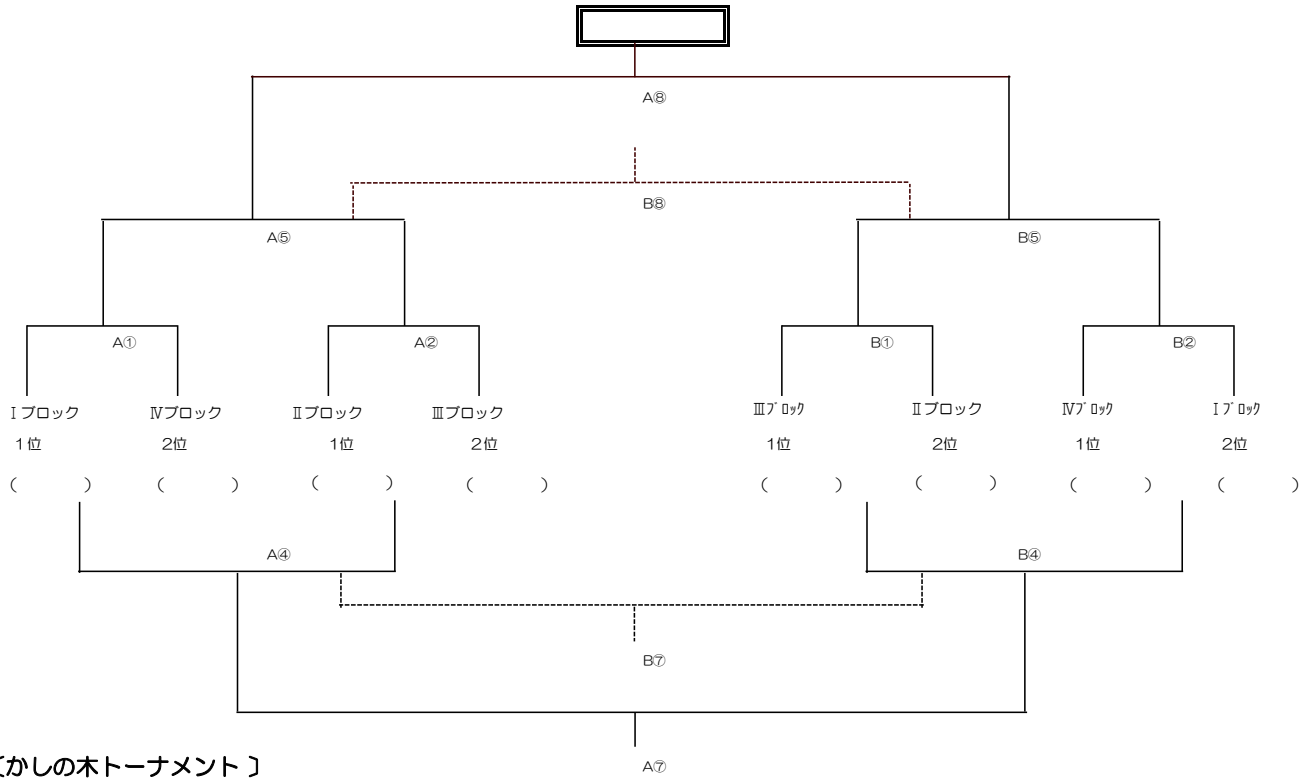 A⑧
B⑧
A⑤ B⑤
A① A② B① B②
Ⅰブロック Ⅳブロック Ⅱブロック Ⅲブロック Ⅲﾌﾞﾛｯｸ Ⅱブロック Ⅳﾌﾞﾛｯｸ Ⅰﾌﾞﾛｯｸ
1位 2位 1位 2位 1位 2位 1位 2位
( ) ( ) ( ) ( ) ( ) ( ) ( ) ( )
A④ B④
B⑦
〔かしの木トーナメント 〕
A⑦